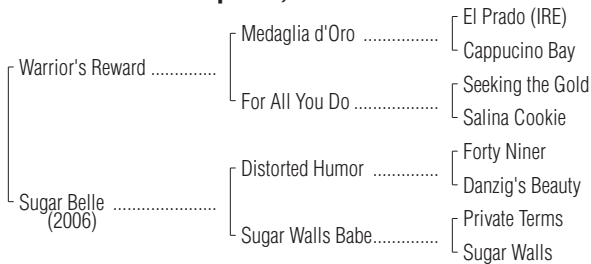 El Prado (IRE)
Medaglia d'Oro ................
Cappucino Bay
Warrior's Reward ..............
Seeking the Gold
For All You Do ..................
Salina Cookie
Forty Niner
Distorted Humor ..............
Danzig's Beauty
Sugar Belle ......................
(2006)
Private Terms
Sugar Walls Babe..............
Sugar Walls